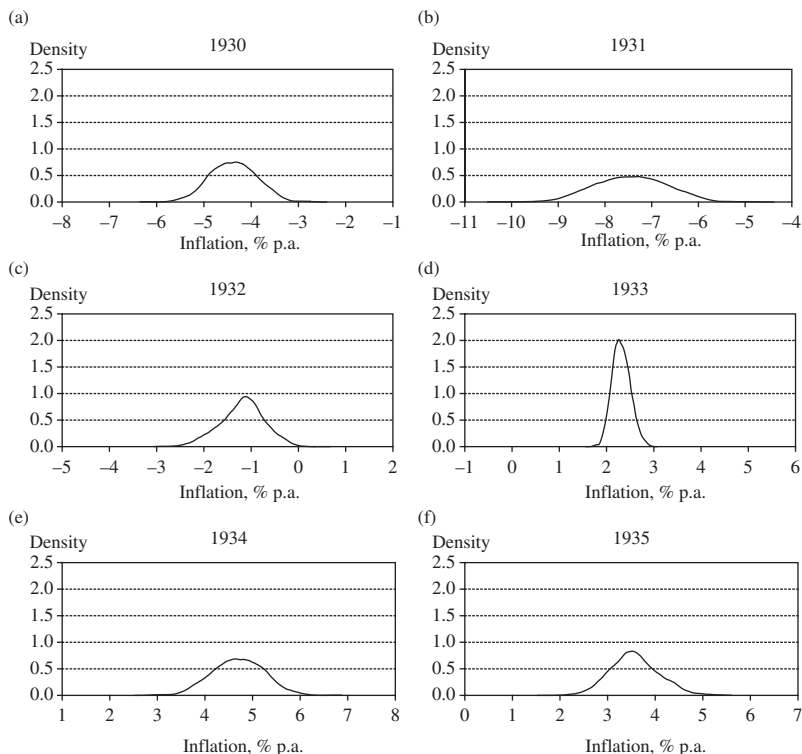 (a)
1930
Density
2.5
2.0
1.5
1.0
0.5
0.0
–8 –7 –6 –5 –4 –3 –2 –1
Inflation, % p.a.
(b)
1931
Density
2.5
2.0
1.5
1.0
0.5
0.0
–11 –10 –9 –8 –7 –6 –5 –4
Inflation, % p.a.
(c)
1932
Density
2.5
2.0
1.5
1.0
0.5
0.0
–5 –4 –3 –2 –1 0 1 2
Inflation, % p.a.
(d)
1933
Density
2.5
2.0
1.5
1.0
0.5
0.0
–1 0 1 2 3 4 5 6
Inflation, % p.a.
(e)
1934
Density
2.5
2.0
1.5
1.0
0.5
0.0
1 2 3 4 5 6 7 8
Inflation, % p.a.
(f)
1935
Density
2.5
2.0
1.5
1.0
0.5
0.0
0 1 2 3 4 5 6 7
Inflation, % p.a.